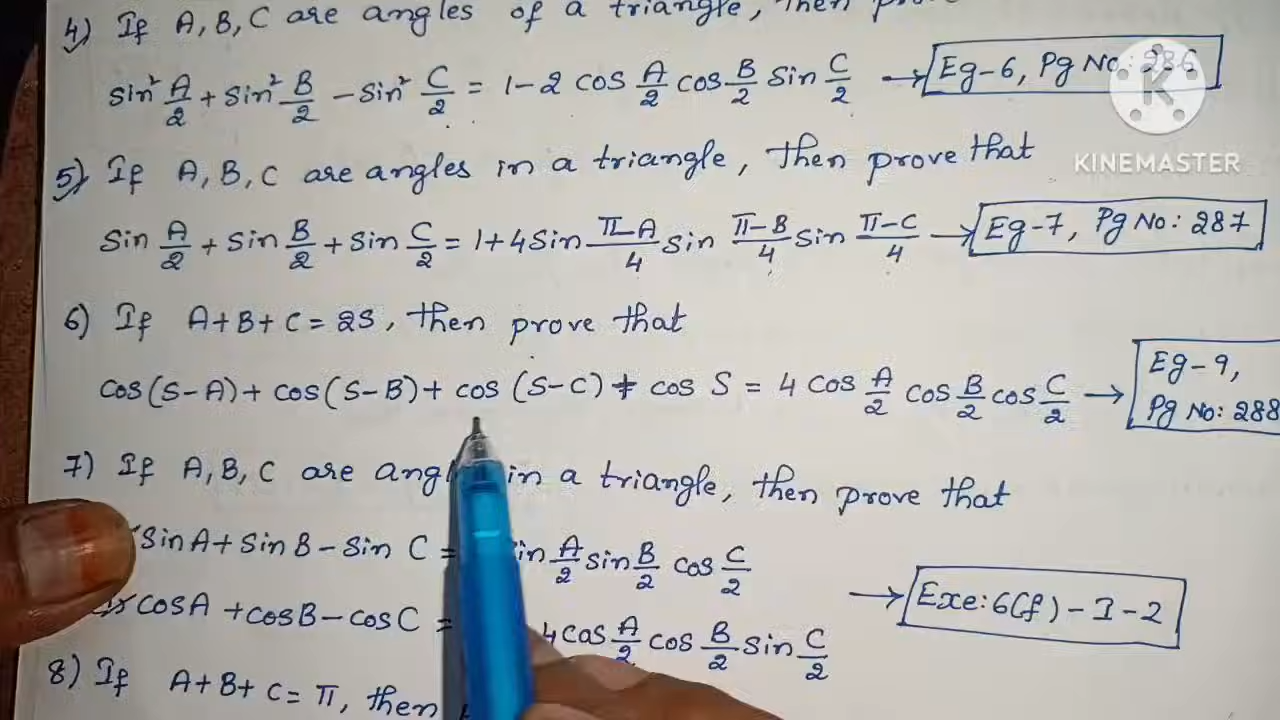 4) If A, B, C are angles of a triangle, then
sin² A/2 + sin² B/2 - sin² C/2 = 1-2 cos A/2 cos B/2 sin C/2 → Eg-6, Pg No: 286
KINEMASTER
5) If A, B, C are angles in a triangle, then prove that
sin A/2 + sin B/2 + sin C/2 = 1+4 sin π-A/4 sin π-B/4 sin π-C/4 → Eg-7, Pg No: 287
6) If A+B+C = 2S, then prove that
cos(S-A) + cos(S-B) + cos(S-C) + cos S = 4 cos A/2 cos B/2 cos C/2 → Eg-9, Pg No: 288
7) If A, B, C are in a triangle, then prove that
sin A + sin B - sin C = sin A/2 sin B/2 cos C/2
cos A + cos B - cos C = 4 cos A/2 cos B/2 sin C/2 → Exe: 6(f) - I - 2
8) If A+B+C = π, then